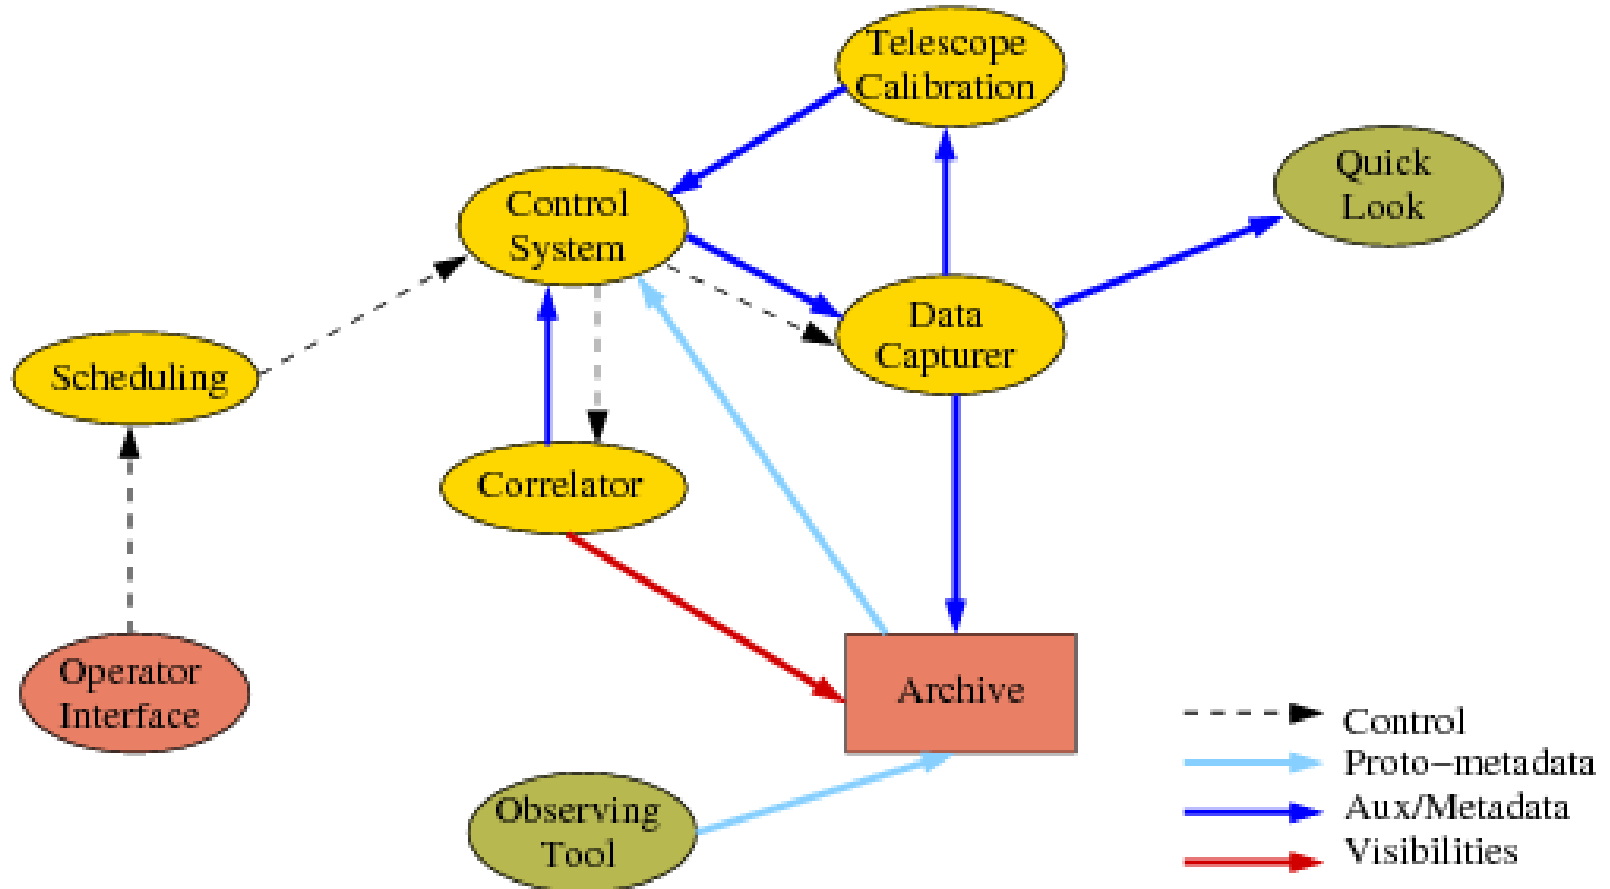 Telescope
Calibration
Quick
Look
Control
System
Data
Capturer
Scheduling
Correlator
Operator
Interface
Archive
Observing
Tool
Control
Proto-metadata
Aux/Metadata
Visibilities